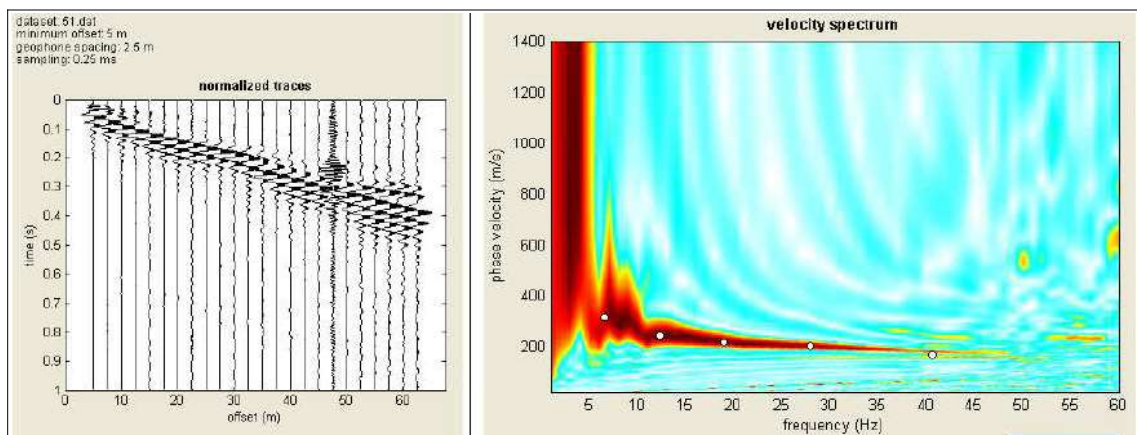 dataset: 51.dat
minimum offset: 5 m
geophone spacing: 2.5 m
sampling: 0.25 ms
normalized traces
0
0.1
0.2
0.3
0.4
0.5
0.6
0.7
0.8
0.9
1
time (s)
0 10 20 30 40 50 60
offset (m)
velocity spectrum
1400
1200
1000
800
600
400
200
phase velocity (m/s)
5 10 15 20 25 30 35 40 45 50 55 60
frequency (Hz)